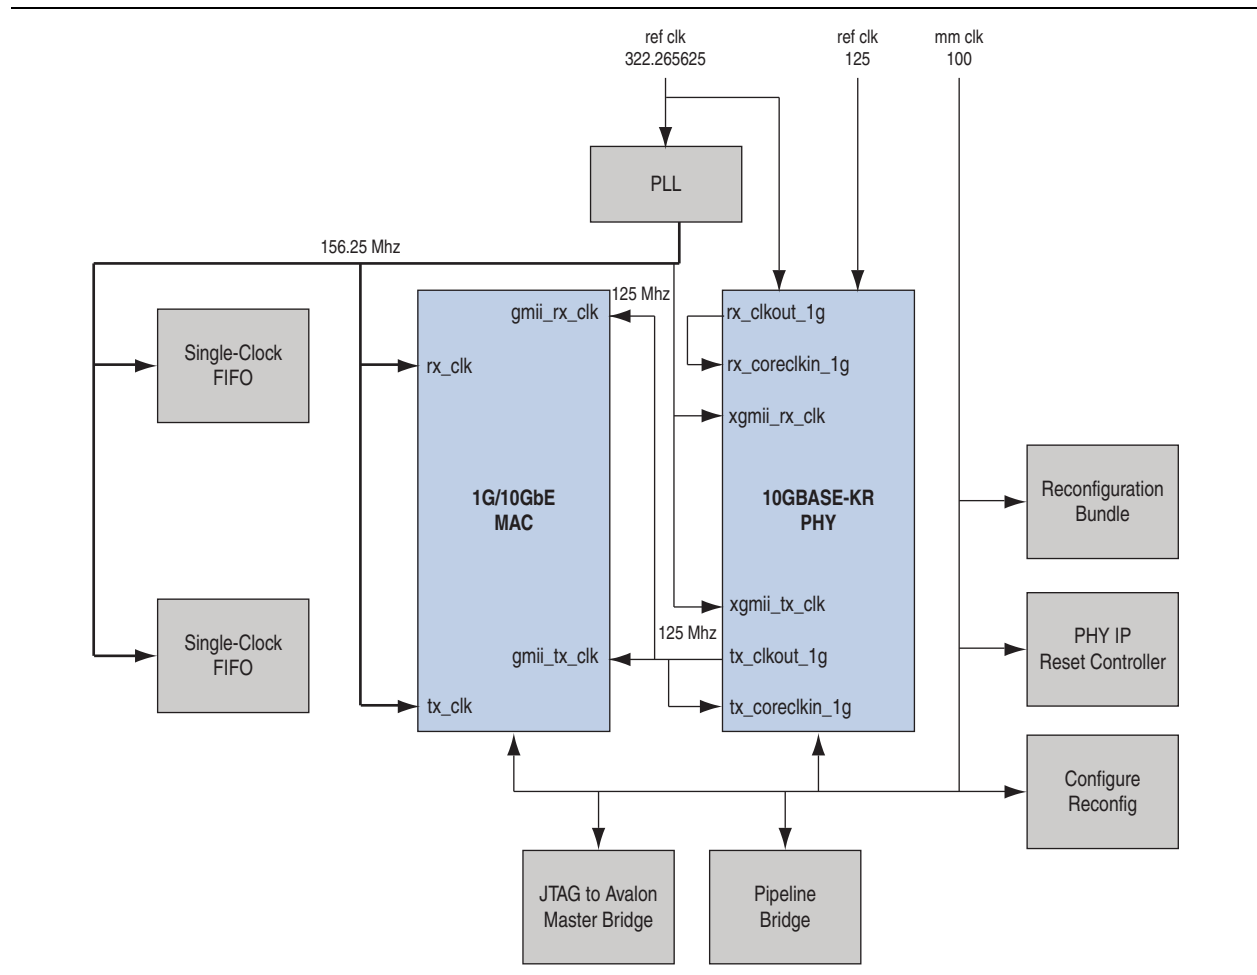 ref clk
322.265625
ref clk
125
mm clk
100
PLL
156.25 Mhz
125 Mhz
gmii_rx_clk
rx_clkout_1g
Single-Clock
FIFO
rx_clk
rx_coreclkin_1g
xgmii_rx_clk
1G/10GbE
MAC
10GBASE-KR
PHY
Reconfiguration
Bundle
xgmii_tx_clk
125 Mhz
Single-Clock
FIFO
gmii_tx_clk
tx_clkout_1g
PHY IP
Reset Controller
tx_clk
tx_coreclkin_1g
Configure
Reconfig
JTAG to Avalon
Master Bridge
Pipeline
Bridge